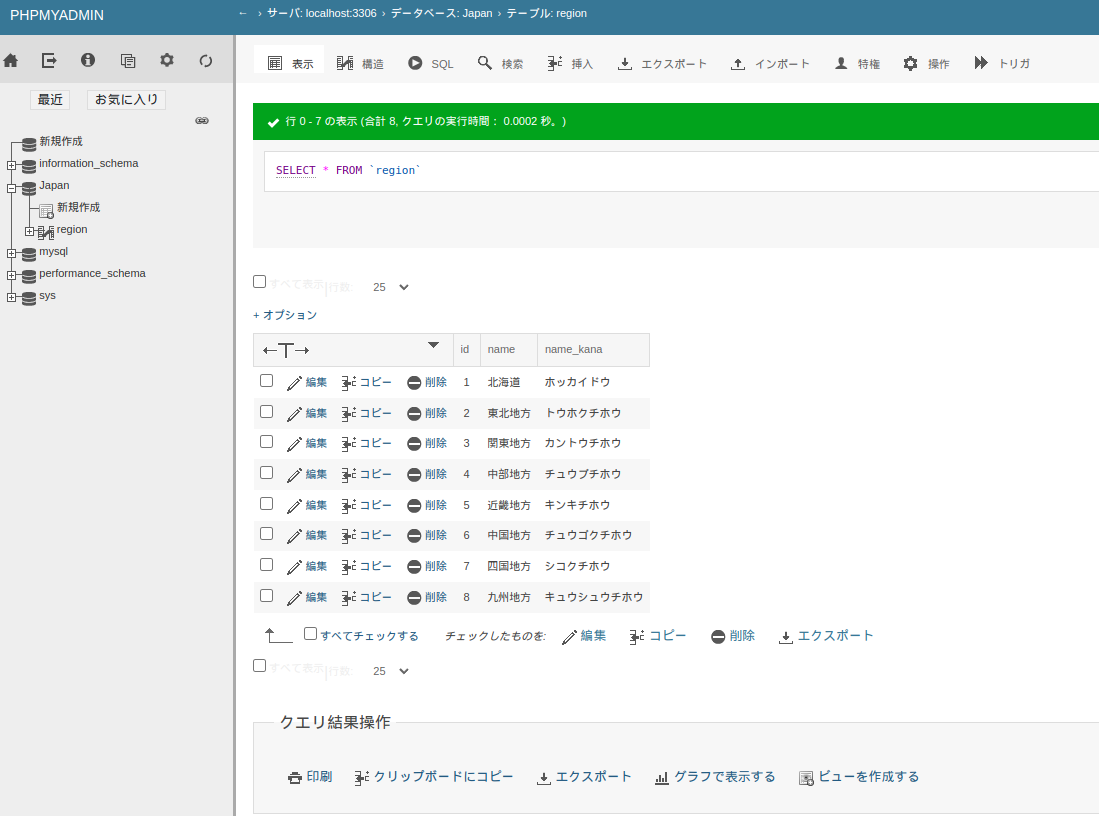 PHPMYADMIN
← › サーバ: localhost:3306 › データベース: Japan › テーブル: region
最近 お気に入り
新規作成
information_schema
Japan
新規作成
region
mysql
performance_schema
sys
表示 構造 SQL 検索 挿入 エクスポート インポート 特権 操作 トリガ
行 0 - 7 の表示 (合計 8, クエリの実行時間： 0.0002 秒。)
SELECT * FROM `region`
すべて表示 | 行数: 25
+ オプション
←T→ id name name_kana
編集 コピー 削除 1 北海道 ホッカイドウ
編集 コピー 削除 2 東北地方 トウホクチホウ
編集 コピー 削除 3 関東地方 カントウチホウ
編集 コピー 削除 4 中部地方 チュウブチホウ
編集 コピー 削除 5 近畿地方 キンキチホウ
編集 コピー 削除 6 中国地方 チュウゴクチホウ
編集 コピー 削除 7 四国地方 シコクチホウ
編集 コピー 削除 8 九州地方 キュウシュウチホウ
すべてチェックする チェックしたものを: 編集 コピー 削除 エクスポート
すべて表示 | 行数: 25
クエリ結果操作
印刷 クリップボードにコピー エクスポート グラフで表示する ビューを作成する